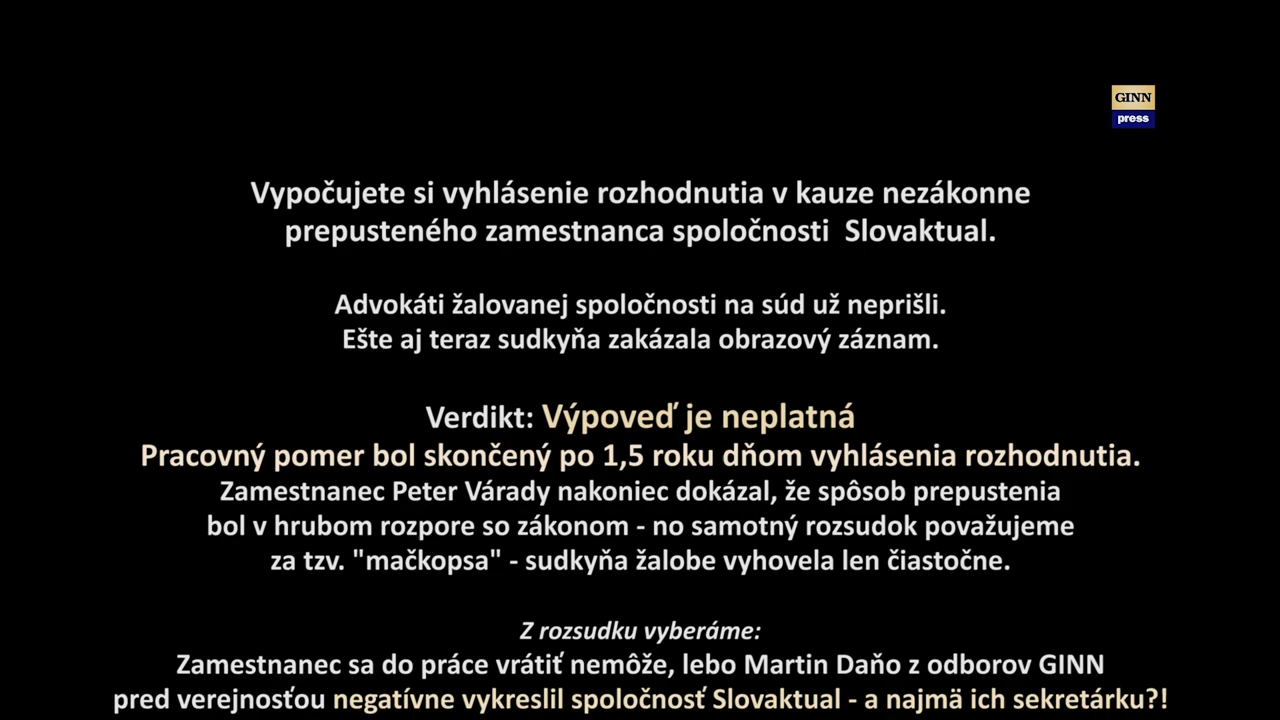 GINN
press
Vypočujete si vyhlásenie rozhodnutia v kauze nezákonne
prepusteného zamestnanca spoločnosti Slovaktual.
Advokáti žalovanej spoločnosti na súd už neprišli.
Ešte aj teraz sudkyňa zakázala obrazový záznam.
Verdikt: Výpoveď je neplatná
Pracovný pomer bol skončený po 1,5 roku dňom vyhlásenia rozhodnutia.
Zamestnanec Peter Várady nakoniec dokázal, že spôsob prepustenia
bol v hrubom rozpore so zákonom - no samotný rozsudok považujeme
za tzv. "mačkopsa" - sudkyňa žalobe vyhovela len čiastočne.
Z rozsudku vyberáme:
Zamestnanec sa do práce vrátiť nemôže, lebo Martin Daňo z odborov GINN
pred verejnosťou negatívne vykreslil spoločnosť Slovaktual - a najmä ich sekretárku?!